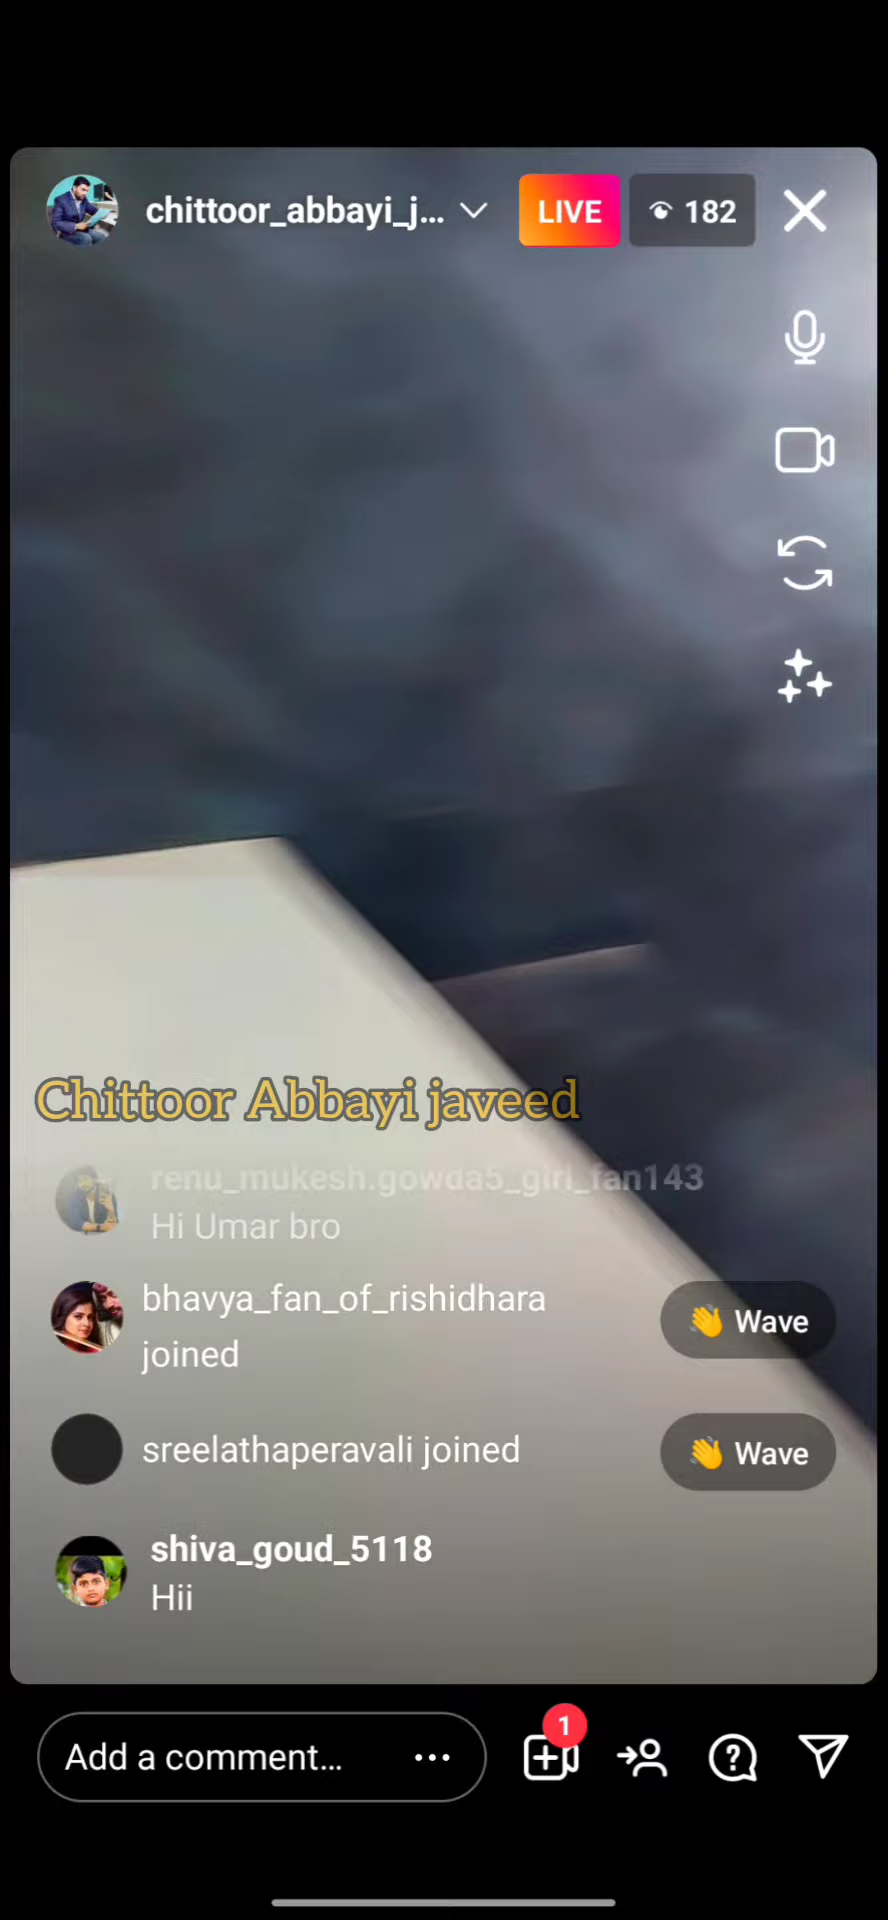 chittoor_abbayi_j...
LIVE
182
Chittoor Abbayi javeed
renu_mukesh.gowda5_girl_fan143
Hi Umar bro
bhavya_fan_of_rishidhara
joined
👋 Wave
sreelathaperavali joined
👋 Wave
shiva_goud_5118
Hii
1
Add a comment...